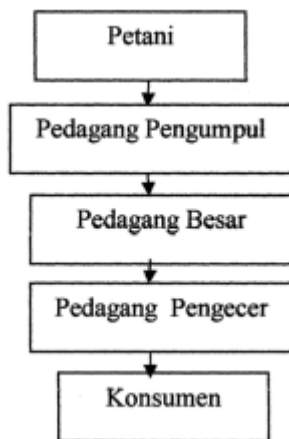 Petani
Pedagang Pengumpul
Pedagang Besar
Pedagang Pengecer
Konsumen